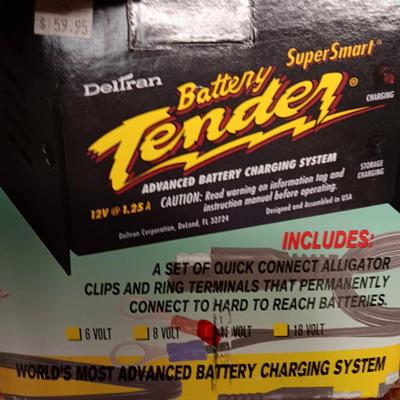 $159.95
SuperSmart®
Deltran
Battery
Tender®
CHARGING
ADVANCED BATTERY CHARGING SYSTEM
STORAGE
CHARGING
12V @ 1.25 A
CAUTION: Read warning on information tag and
instruction manual before operating.
Deltran Corporation, DeLand, FL 32724
Designed and Assembled in USA
INCLUDES:
A SET OF QUICK CONNECT ALLIGATOR
CLIPS AND RING TERMINALS THAT PERMANENTLY
CONNECT TO HARD TO REACH BATTERIES.
6 VOLT 8 VOLT VOLT 18 VOLT
WORLD'S MOST ADVANCED BATTERY CHARGING SYSTEM